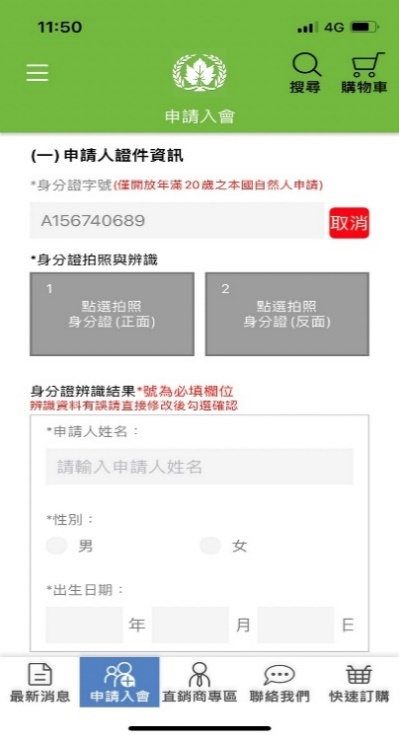 11:50
4G
搜尋 購物車
申請入會
(一) 申請人證件資訊
*身分證字號(僅開放年滿20歲之本國自然人申請)
A156740689 取消
*身分證拍照與辨識
1 2
點選拍照 點選拍照
身分證(正面) 身分證(反面)
身分證辨識結果*號為必填欄位
辨識資料有誤請直接修改後勾選確認
*申請人姓名：
請輸入申請人姓名
*性別：
男 女
*出生日期：
年 月 日
最新消息 申請入會 直銷商專區 聯絡我們 快速訂購